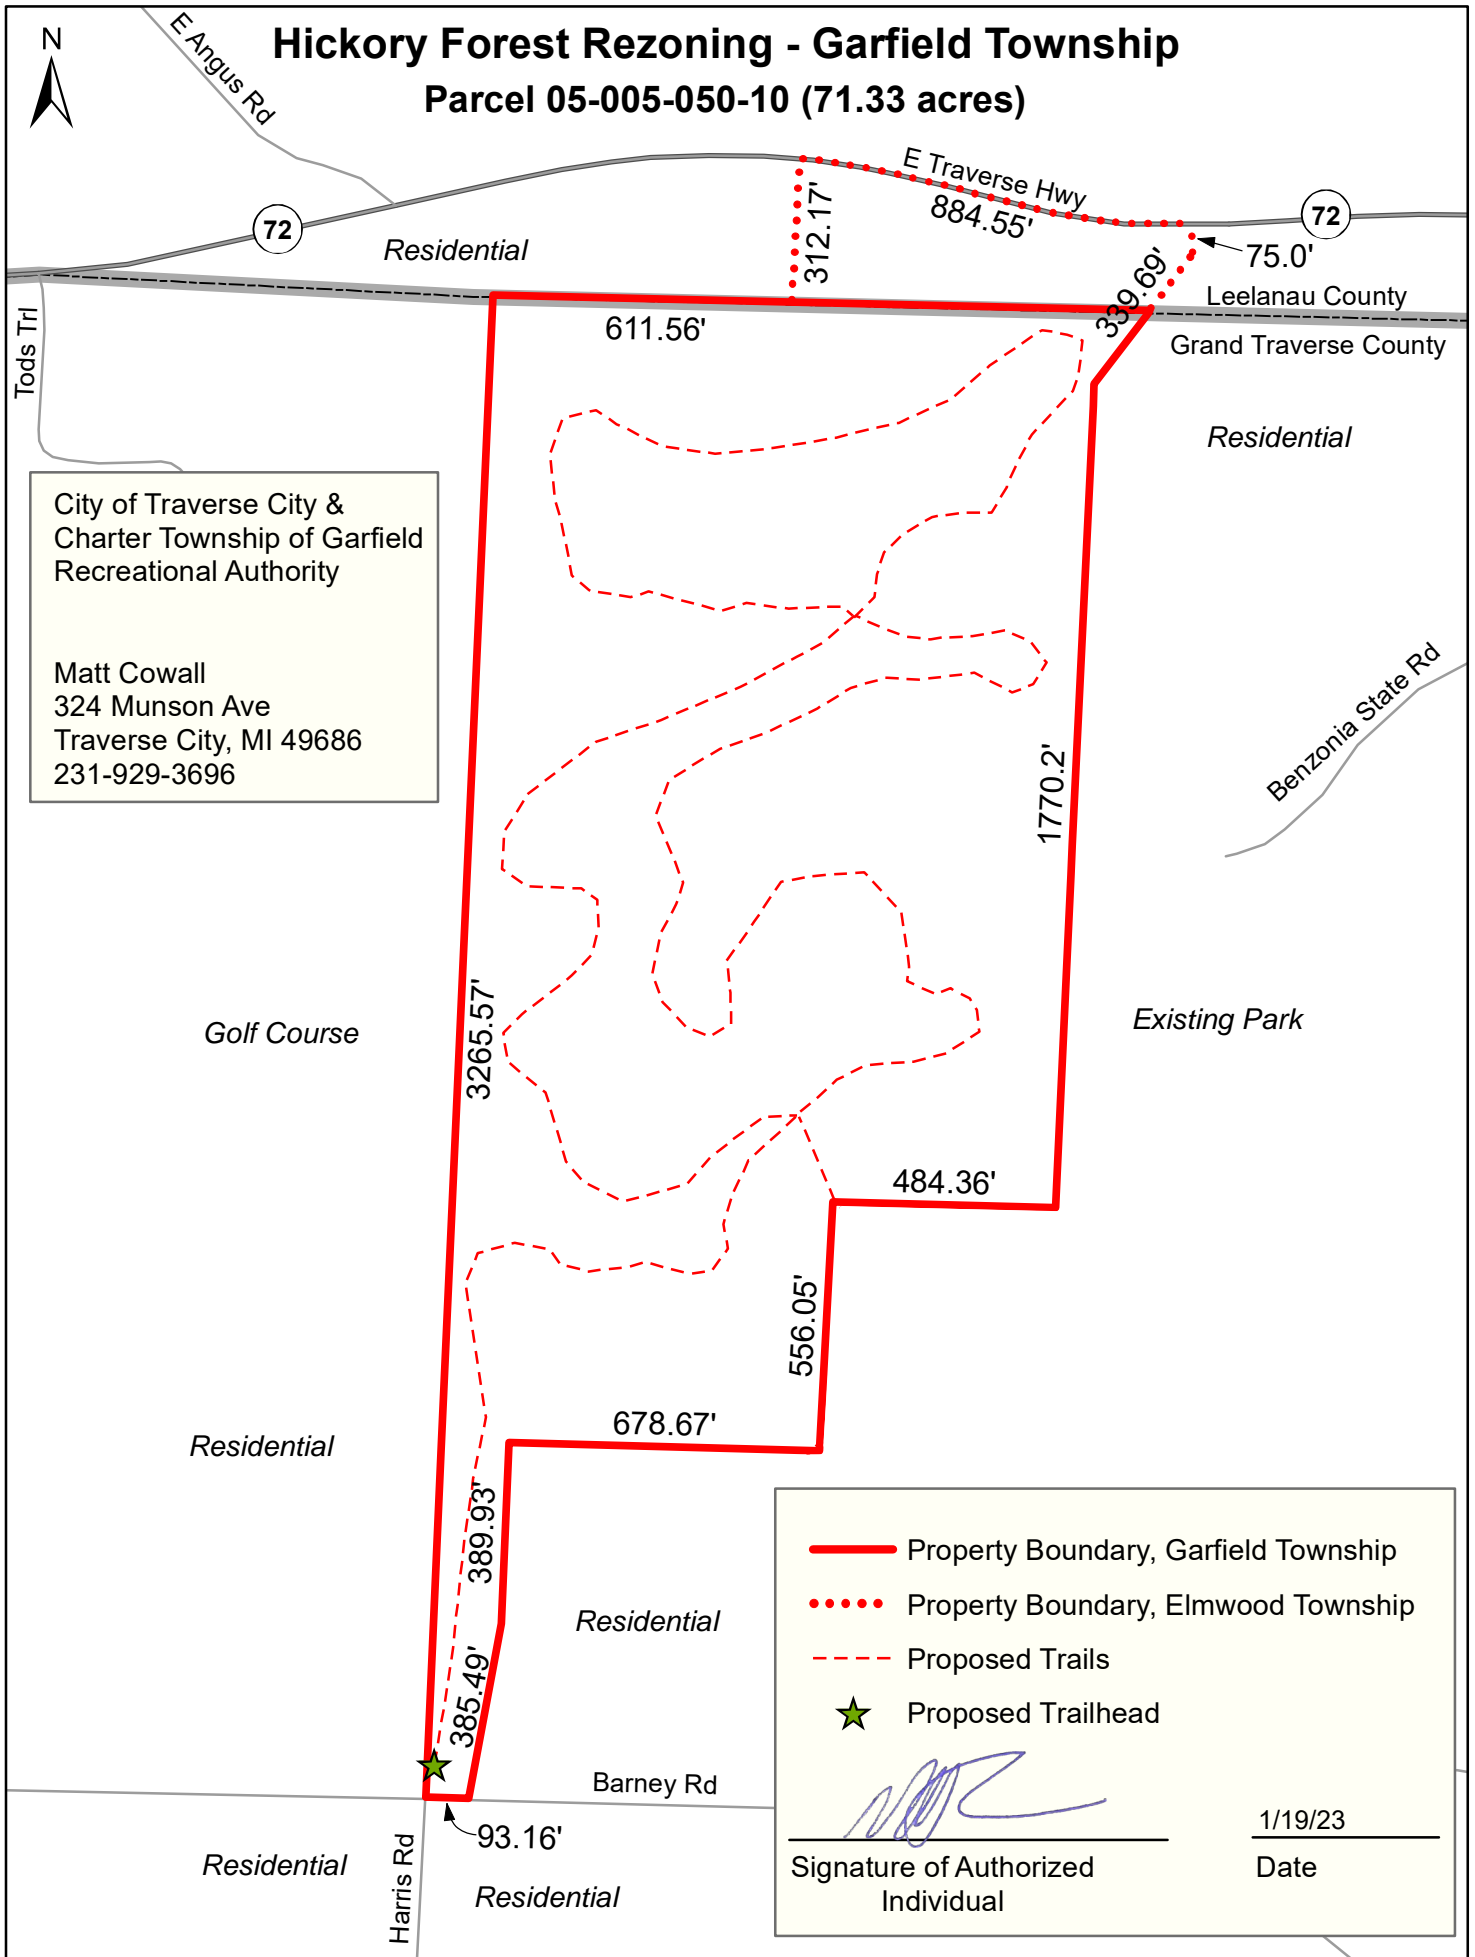 Hickory Forest Rezoning - Garfield Township
Parcel 05-005-050-10 (71.33 acres)
N
E Angus Rd
E Traverse Hwy
72
72
884.55'
312.17'
75.0'
339.69'
Residential
Leelanau County
Grand Traverse County
611.56'
Tods Trl
Residential
City of Traverse City &
Charter Township of Garfield
Recreational Authority
Matt Cowall
324 Munson Ave
Traverse City, MI 49686
231-929-3696
Benzonia State Rd
1770.2'
3265.57'
Golf Course
Existing Park
484.36'
556.05'
678.67'
Residential
389.93'
Residential
385.49'
Barney Rd
93.16'
Harris Rd
Residential
Residential
Property Boundary, Garfield Township
Property Boundary, Elmwood Township
Proposed Trails
Proposed Trailhead
1/19/23
Signature of Authorized
Individual
Date